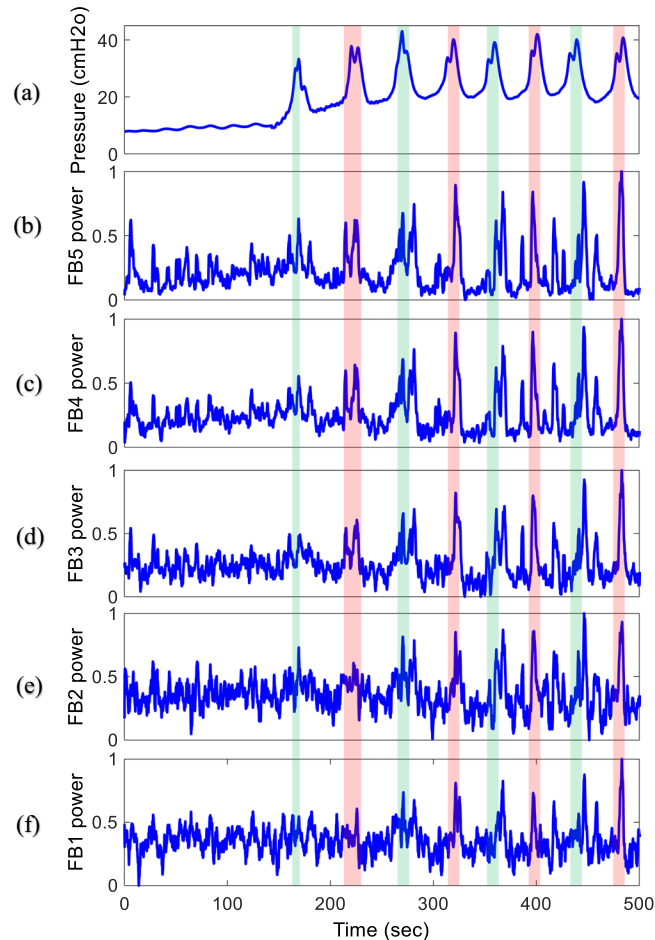 (a)
Pressure (cmH2o)
40
20
0
(b)
FB5 power
1
0.5
0
(c)
FB4 power
1
0.5
0
(d)
FB3 power
1
0.5
0
(e)
FB2 power
1
0.5
0
(f)
FB1 power
1
0.5
0
0 100 200 300 400 500
Time (sec)